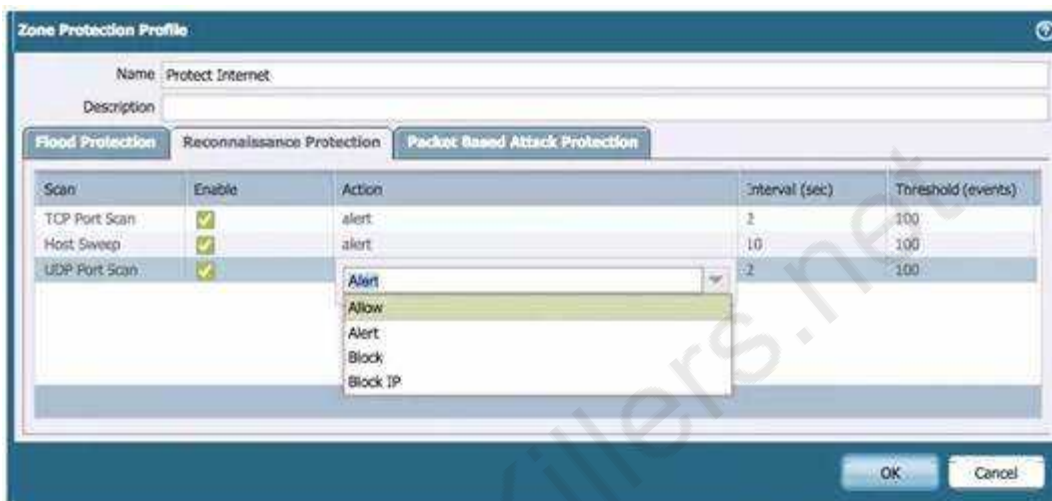 Zone Protection Profile
Name Protect Internet
Description
Flood Protection Reconnaissance Protection Packet Based Attack Protection
Scan Enable Action Interval (sec) Threshold (events)
TCP Port Scan alert 2 100
Host Sweep alert 10 100
UDP Port Scan Alert 2 100
Allow
Alert
Block
Block IP
OK Cancel
killers.net